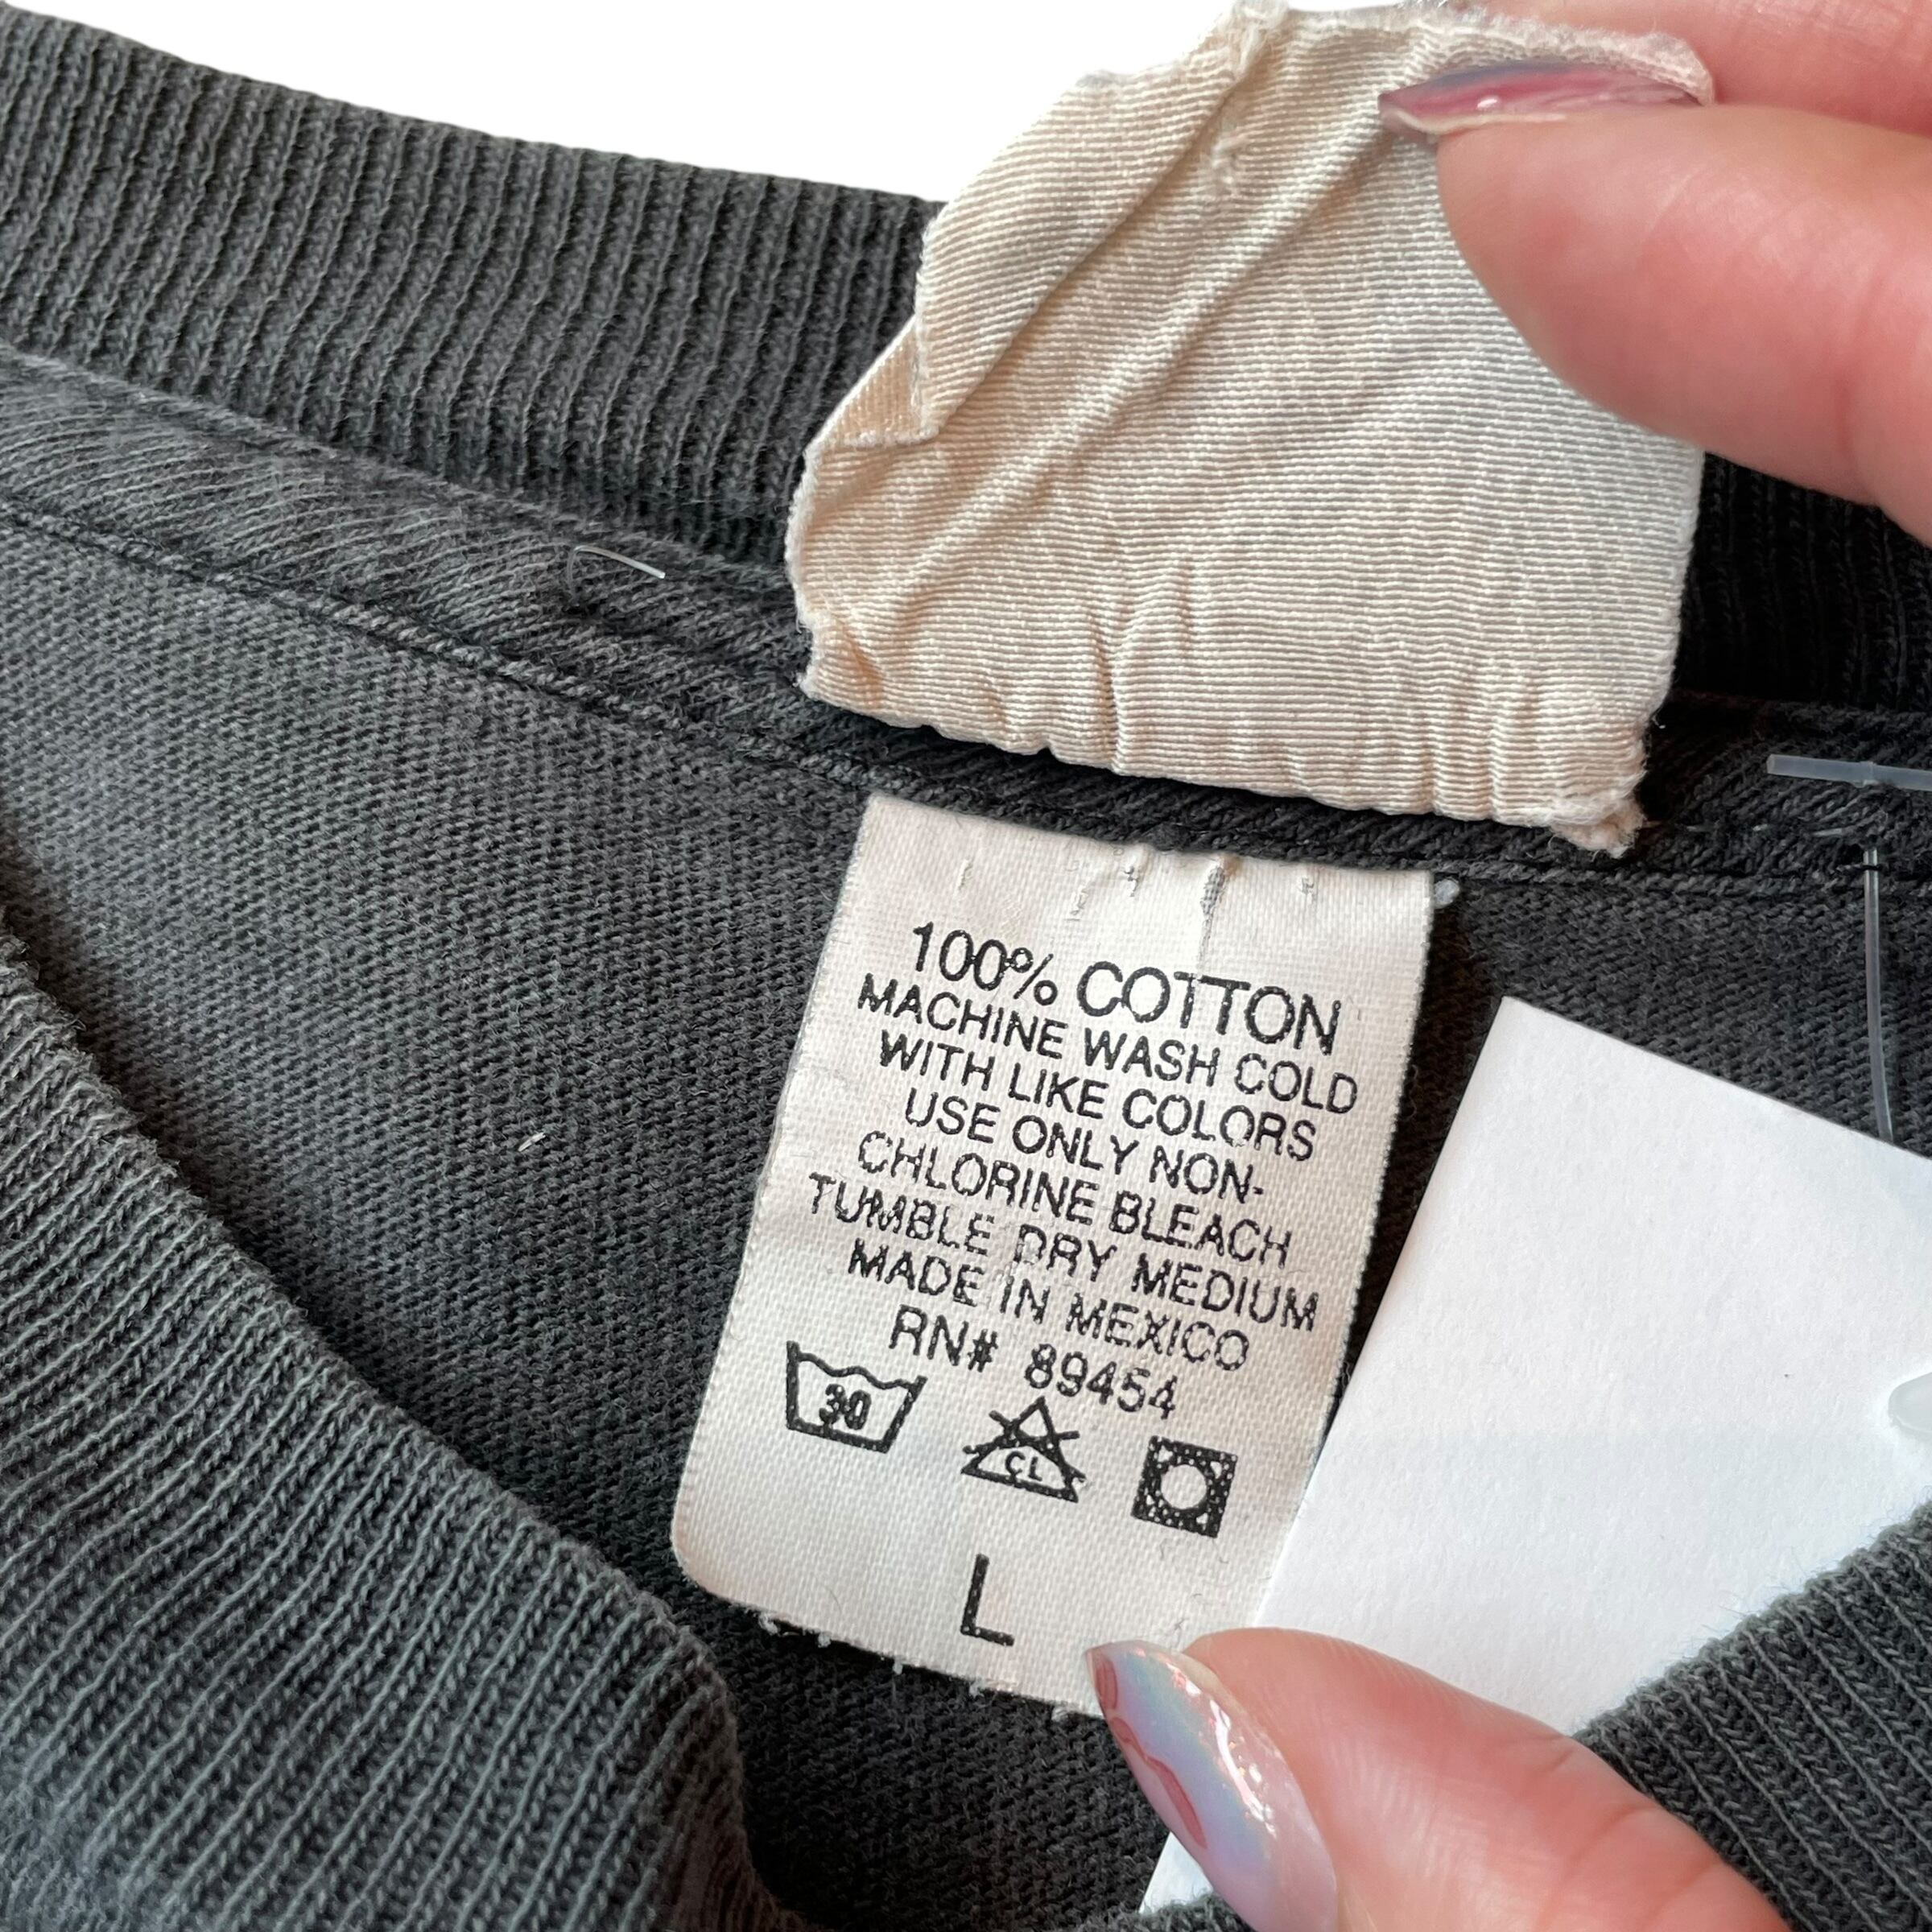 100% COTTON
MACHINE WASH COLD
WITH LIKE COLORS
USE ONLY NON-
CHLORINE BLEACH
TUMBLE DRY MEDIUM
MADE IN MEXICO
RN# 89454
30
CL
L